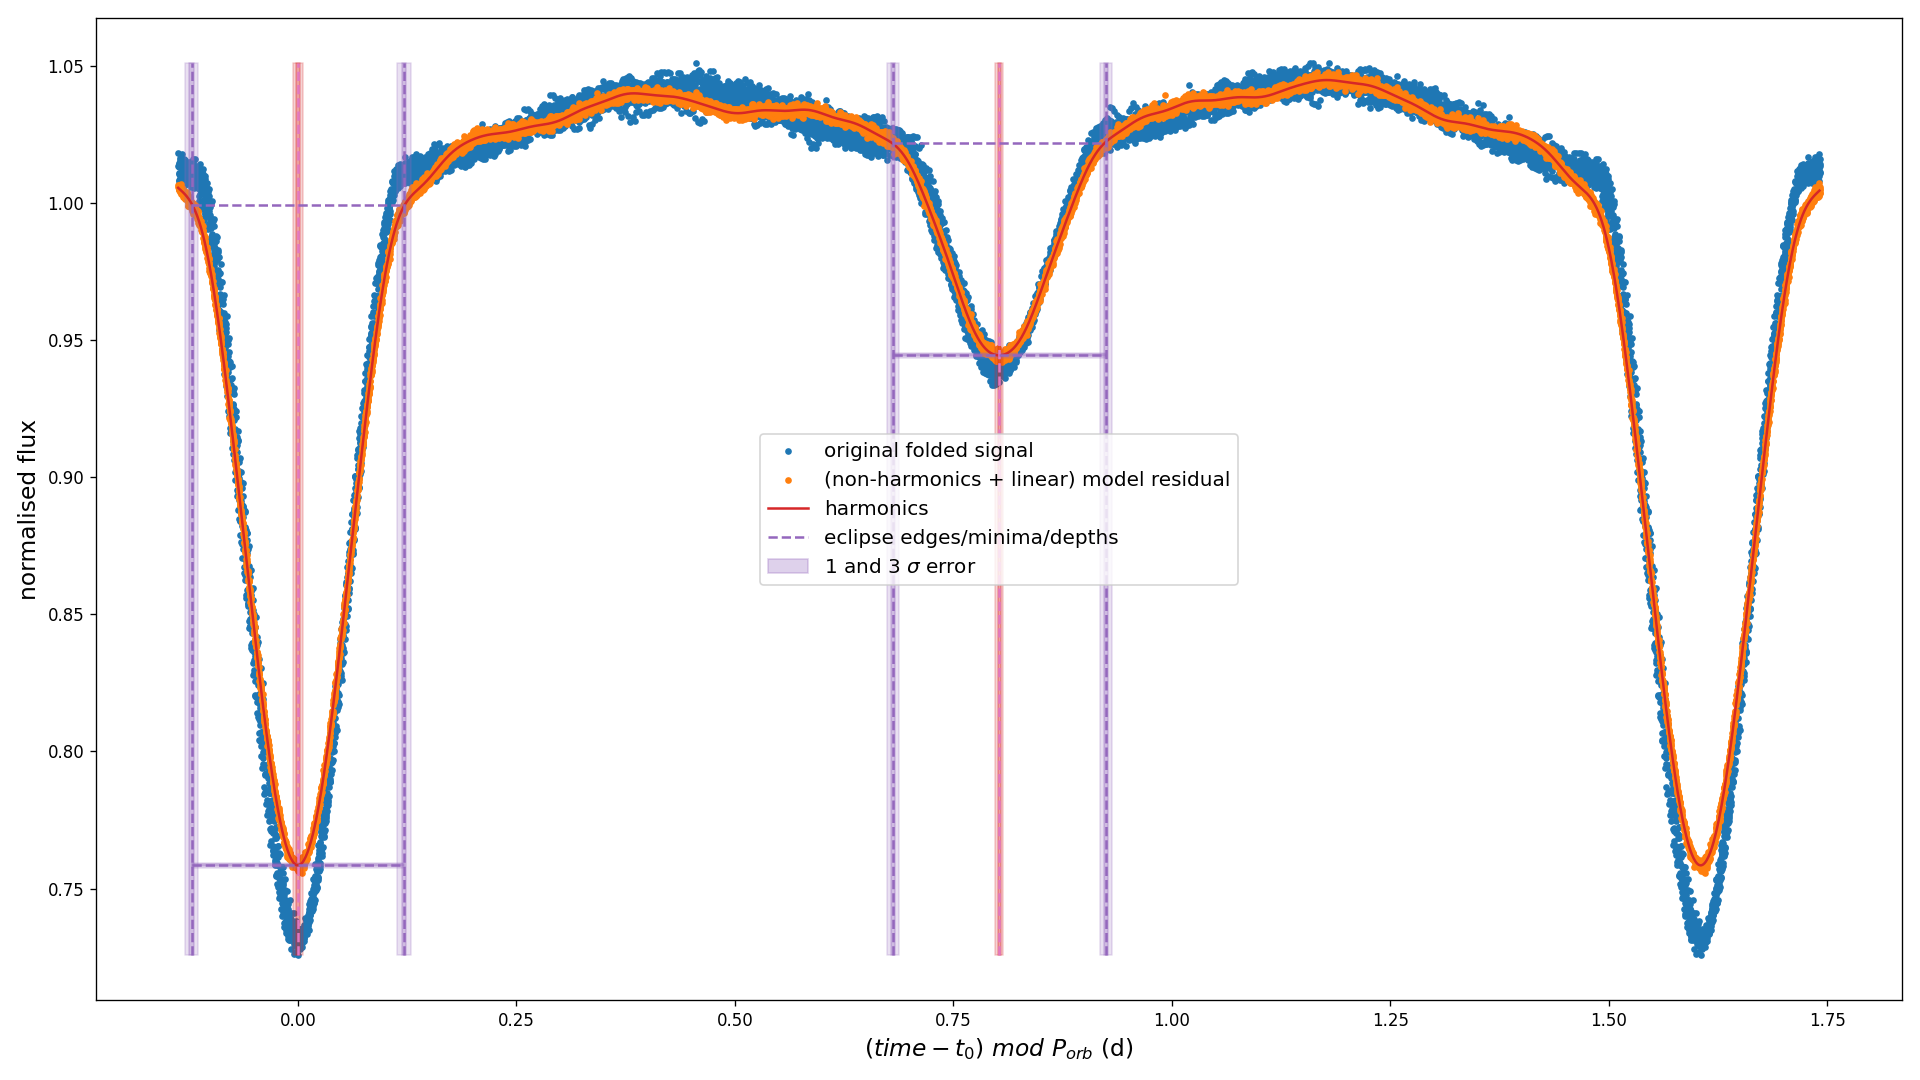 1.05
1.00
0.95
0.90
0.85
0.80
0.75
normalised flux
original folded signal
(non-harmonics + linear) model residual
harmonics
eclipse edges/minima/depths
1 and 3 σ error
0.00 0.25 0.50 0.75 1.00 1.25 1.50 1.75
(time − t₀) mod P_orb (d)